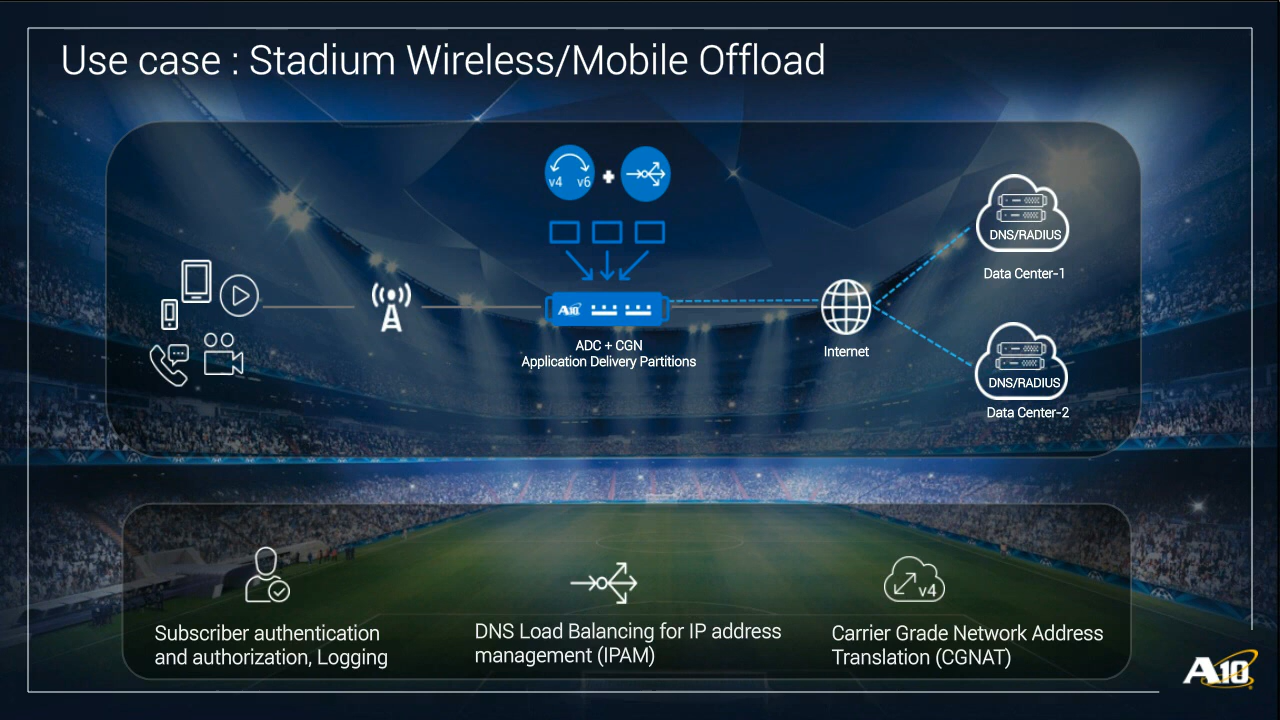 Use case : Stadium Wireless/Mobile Offload
v4 v6
A10
ADC + CGN
Application Delivery Partitions
Internet
DNS/RADIUS
Data Center-1
DNS/RADIUS
Data Center-2
Subscriber authentication
and authorization, Logging
DNS Load Balancing for IP address
management (IPAM)
v4
Carrier Grade Network Address
Translation (CGNAT)
A10